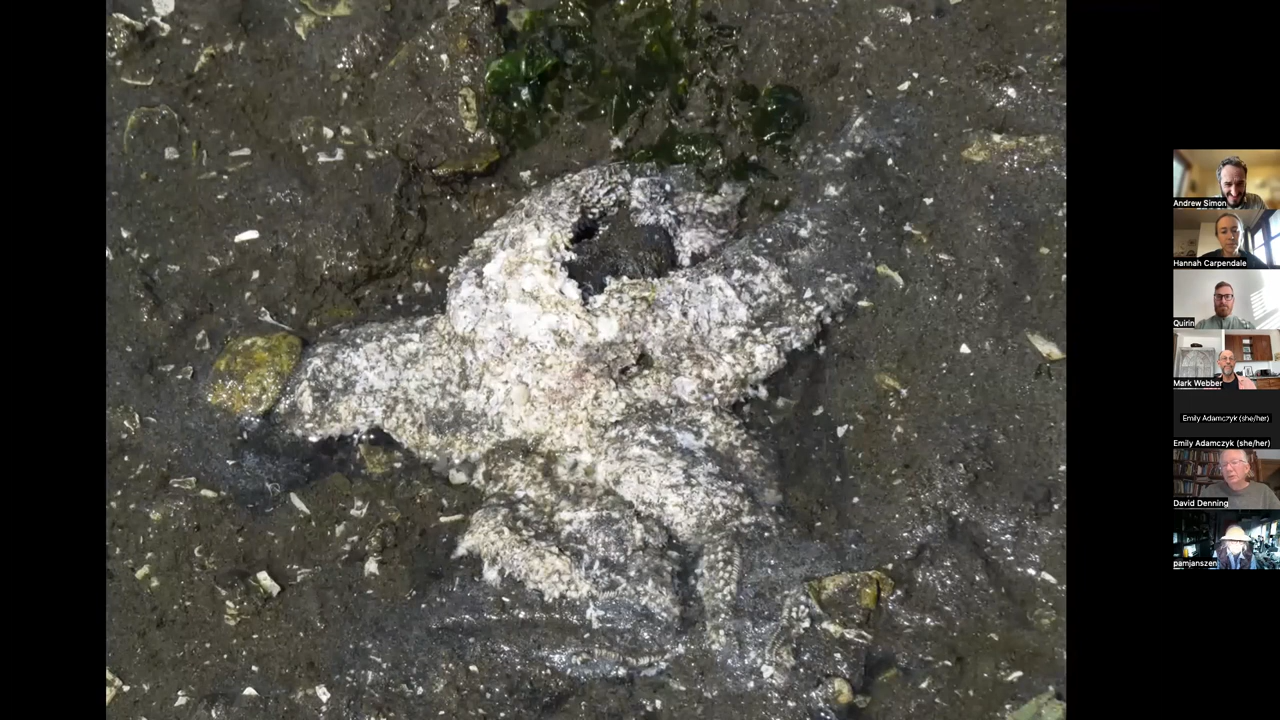 Andrew Simon
Hannah Carpendale
Quirin
Mark Webber
Emily Adamczyk (she/her)
Emily Adamczyk (she/her)
David Denning
pamjanszen